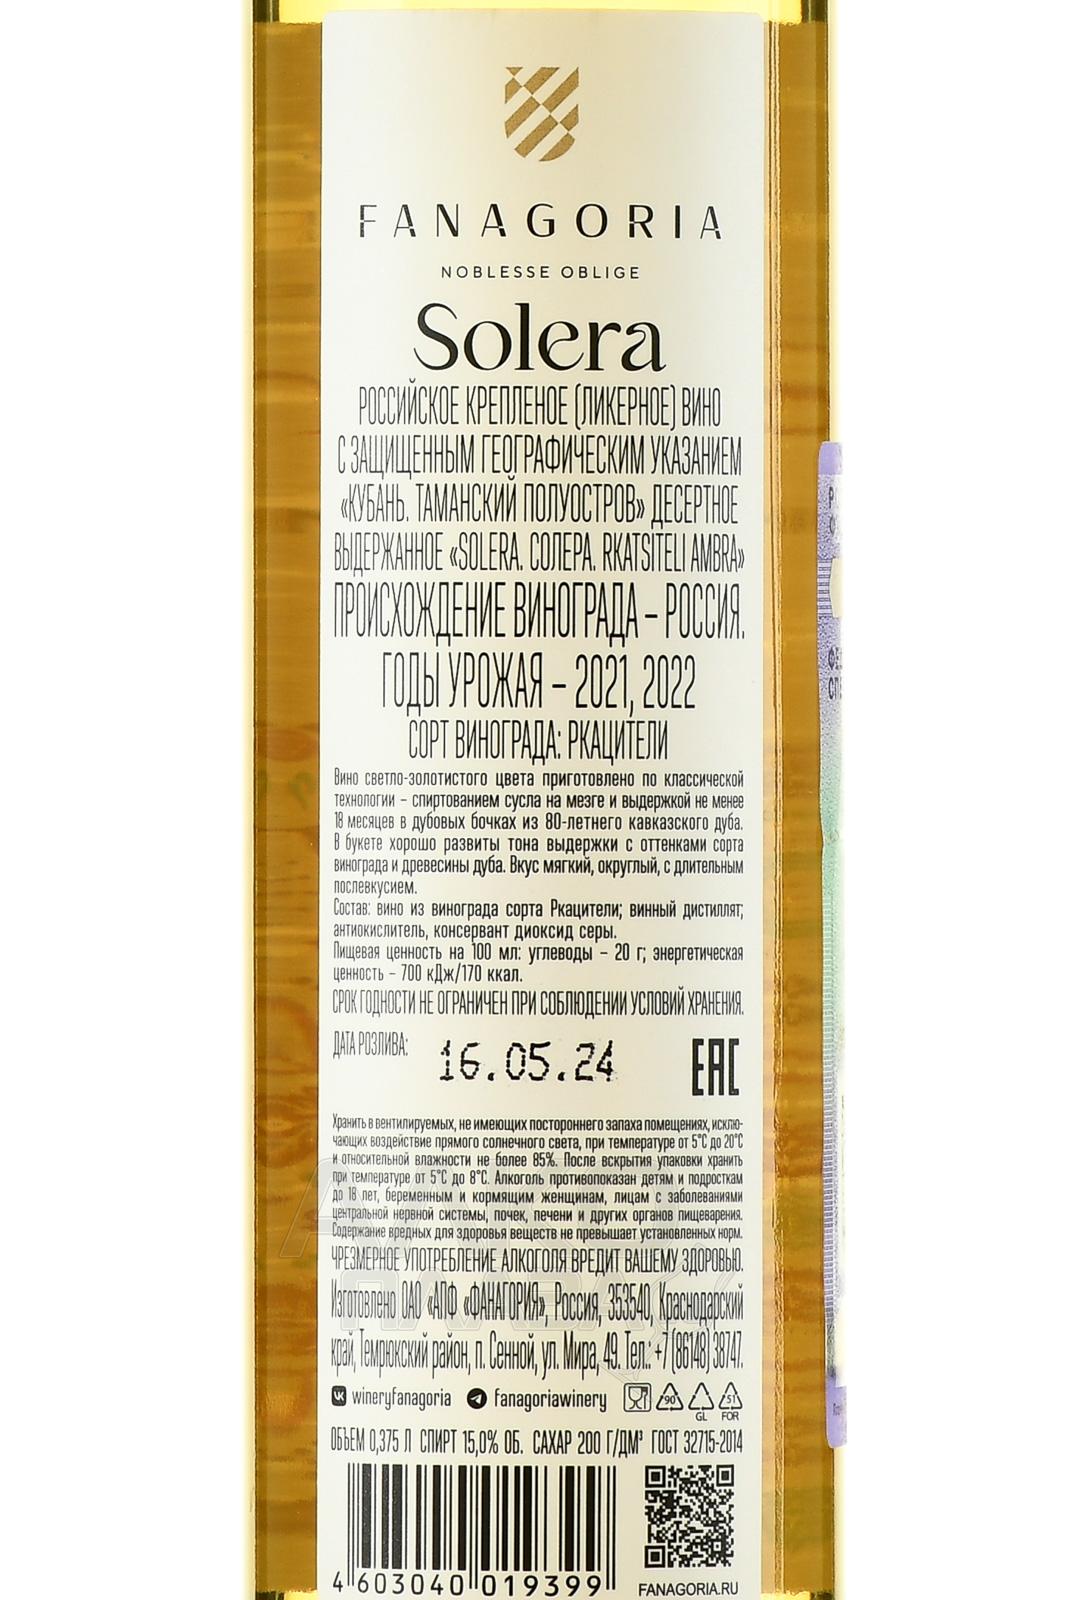 FANAGORIA
NOBLESSE OBLIGE
Solera
РОССИЙСКОЕ КРЕПЛЕНОЕ (ЛИКЕРНОЕ) ВИНО
С ЗАЩИЩЕННЫМ ГЕОГРАФИЧЕСКИМ УКАЗАНИЕМ
«КУБАНЬ. ТАМАНСКИЙ ПОЛУОСТРОВ» ДЕСЕРТНОЕ
ВЫДЕРЖАННОЕ «SOLERA. СОЛЕРА. RKATSITELI AMBRA»
ПРОИСХОЖДЕНИЕ ВИНОГРАДА – РОССИЯ.
ГОДЫ УРОЖАЯ – 2021, 2022
СОРТ ВИНОГРАДА: РКАЦИТЕЛИ
Вино светло-золотистого цвета приготовлено по классической
технологии – спиртованием сусла на мезге и выдержкой не менее
18 месяцев в дубовых бочках из 80-летнего кавказского дуба.
В букете хорошо развиты тона выдержки с оттенками сорта
винограда и древесины дуба. Вкус мягкий, округлый, с длительным
послевкусием.
Состав: вино из винограда сорта Ркацители; винный дистиллят;
антиокислитель, консервант диоксид серы.
Пищевая ценность на 100 мл: углеводы – 20 г; энергетическая
ценность – 700 кДж/170 ккал.
СРОК ГОДНОСТИ НЕ ОГРАНИЧЕН ПРИ СОБЛЮДЕНИИ УСЛОВИЙ ХРАНЕНИЯ.
ДАТА РОЗЛИВА: 16.05.24 EAC
Хранить в вентилируемых, не имеющих постороннего запаха помещениях, исклю-
чающих воздействие прямого солнечного света, при температуре от 5°С до 20°С
и относительной влажности не более 85%. После вскрытия упаковки хранить
при температуре от 5°С до 8°С. Алкоголь противопоказан детям и подросткам
до 18 лет, беременным и кормящим женщинам, лицам с заболеваниями
центральной нервной системы, почек, печени и других органов пищеварения.
Содержание вредных для здоровья веществ не превышает установленных норм.
ЧРЕЗМЕРНОЕ УПОТРЕБЛЕНИЕ АЛКОГОЛЯ ВРЕДИТ ВАШЕМУ ЗДОРОВЬЮ.
Изготовлено ОАО «АПФ «ФАНАГОРИЯ», Россия, 353540, Краснодарский
край, Темрюкский район, п. Сенной, ул. Мира, 49. Тел.: +7 (86148) 38747.
wineryfanagoria fanagoriawinery 90 GL 51 FOR
ОБЪЕМ 0,375 Л СПИРТ 15,0% ОБ. САХАР 200 Г/ДМ³ ГОСТ 32715-2014
4 603040 019399
FANAGORIA.RU